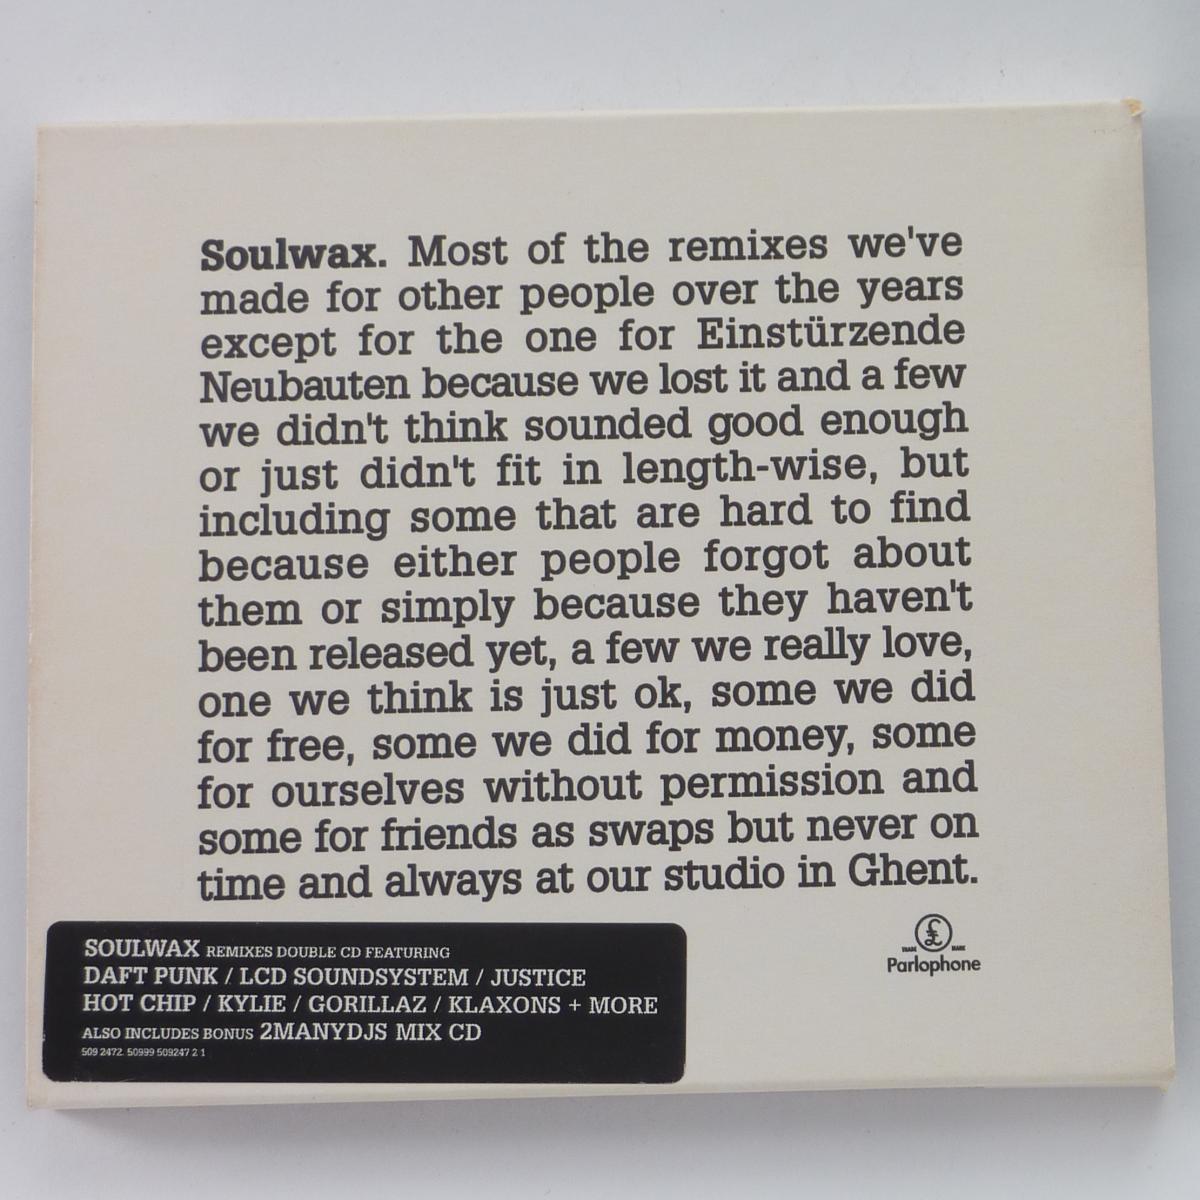 Soulwax. Most of the remixes we've
made for other people over the years
except for the one for Einstürzende
Neubauten because we lost it and a few
we didn't think sounded good enough
or just didn't fit in length-wise, but
including some that are hard to find
because either people forgot about
them or simply because they haven't
been released yet, a few we really love,
one we think is just ok, some we did
for free, some we did for money, some
for ourselves without permission and
some for friends as swaps but never on
time and always at our studio in Ghent.
TRADE £ MARK
Parlophone
SOULWAX REMIXES DOUBLE CD FEATURING
DAFT PUNK / LCD SOUNDSYSTEM / JUSTICE
HOT CHIP / KYLIE / GORILLAZ / KLAXONS + MORE
ALSO INCLUDES BONUS 2MANYDJS MIX CD
509 2472. 50999 509247 2 1